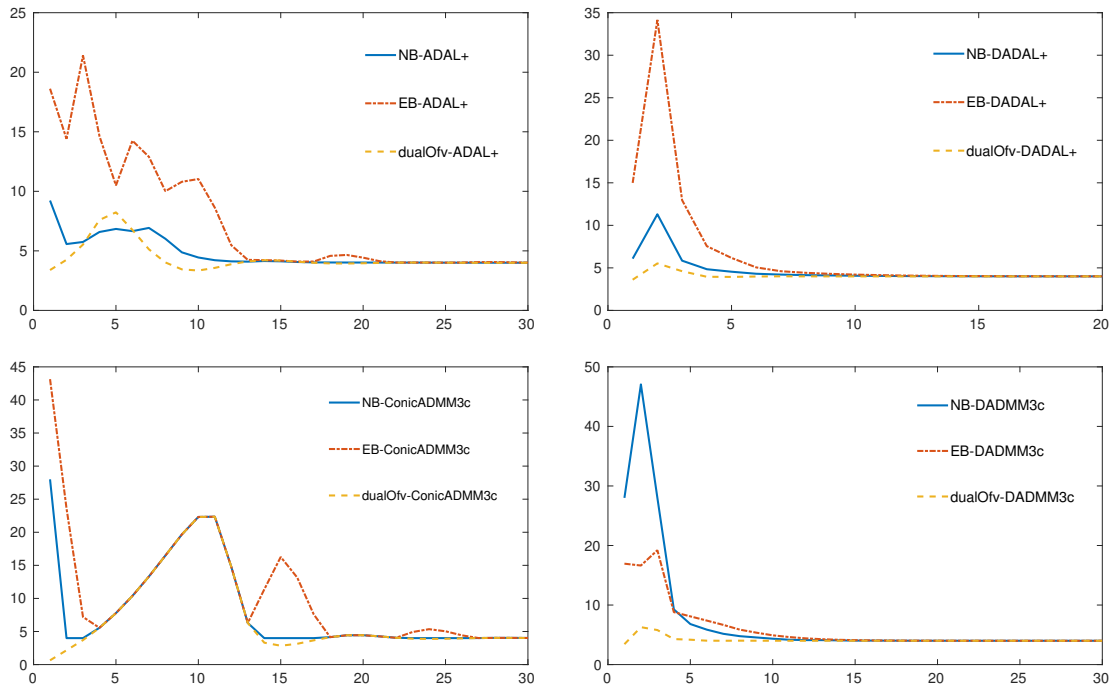 25
20
15
10
5
0
NB-ADAL+
EB-ADAL+
dualOfv-ADAL+
0 5 10 15 20 25 30
35
30
25
20
15
10
5
0
NB-DADAL+
EB-DADAL+
dualOfv-DADAL+
0 5 10 15 20
45
40
35
30
25
20
15
10
5
0
NB-ConicADMM3c
EB-ConicADMM3c
dualOfv-ConicADMM3c
0 5 10 15 20 25 30
50
40
30
20
10
0
NB-DADMM3c
EB-DADMM3c
dualOfv-DADMM3c
0 5 10 15 20 25 30